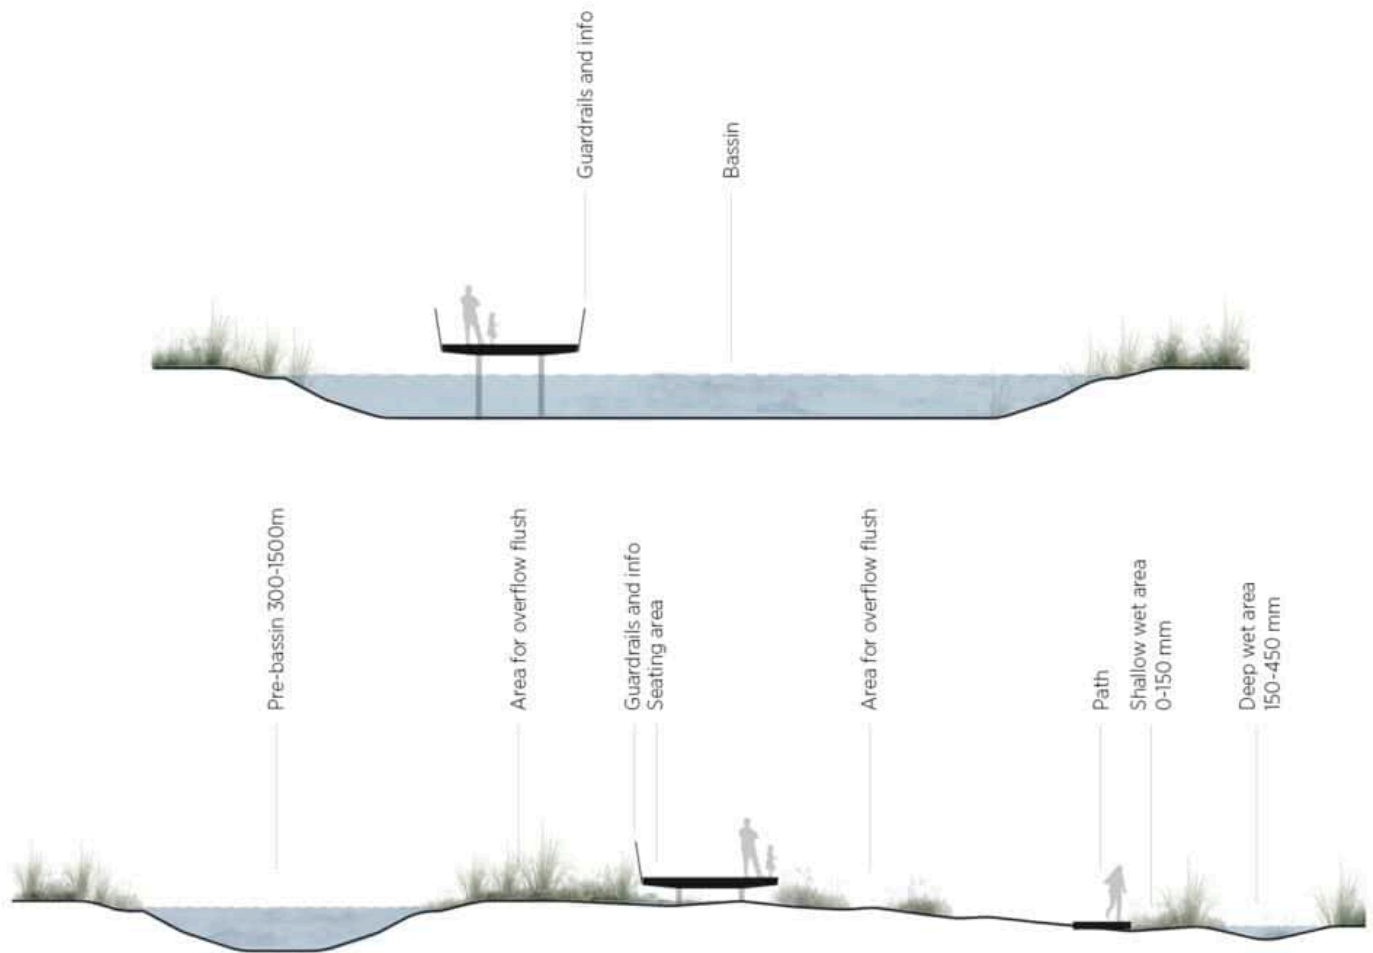 Guardrails and info
Bassin
Pre-bassin 300-1500m
Area for overflow flush
Guardrails and info
Seating area
Area for overflow flush
Path
Shallow wet area
0-150 mm
Deep wet area
150-450 mm